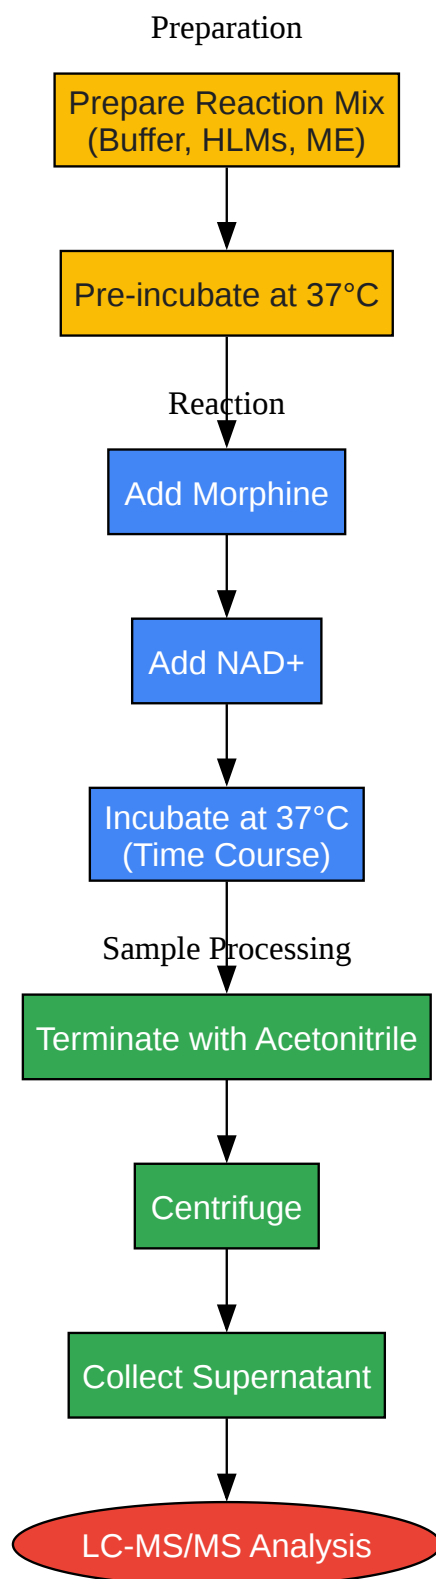 Preparation
Prepare Reaction Mix
(Buffer, HLMs, ME)
Pre-incubate at 37°C
Reaction
Add Morphine
Add NAD+
Incubate at 37°C
(Time Course)
Sample Processing
Terminate with Acetonitrile
Centrifuge
Collect Supernatant
LC-MS/MS Analysis